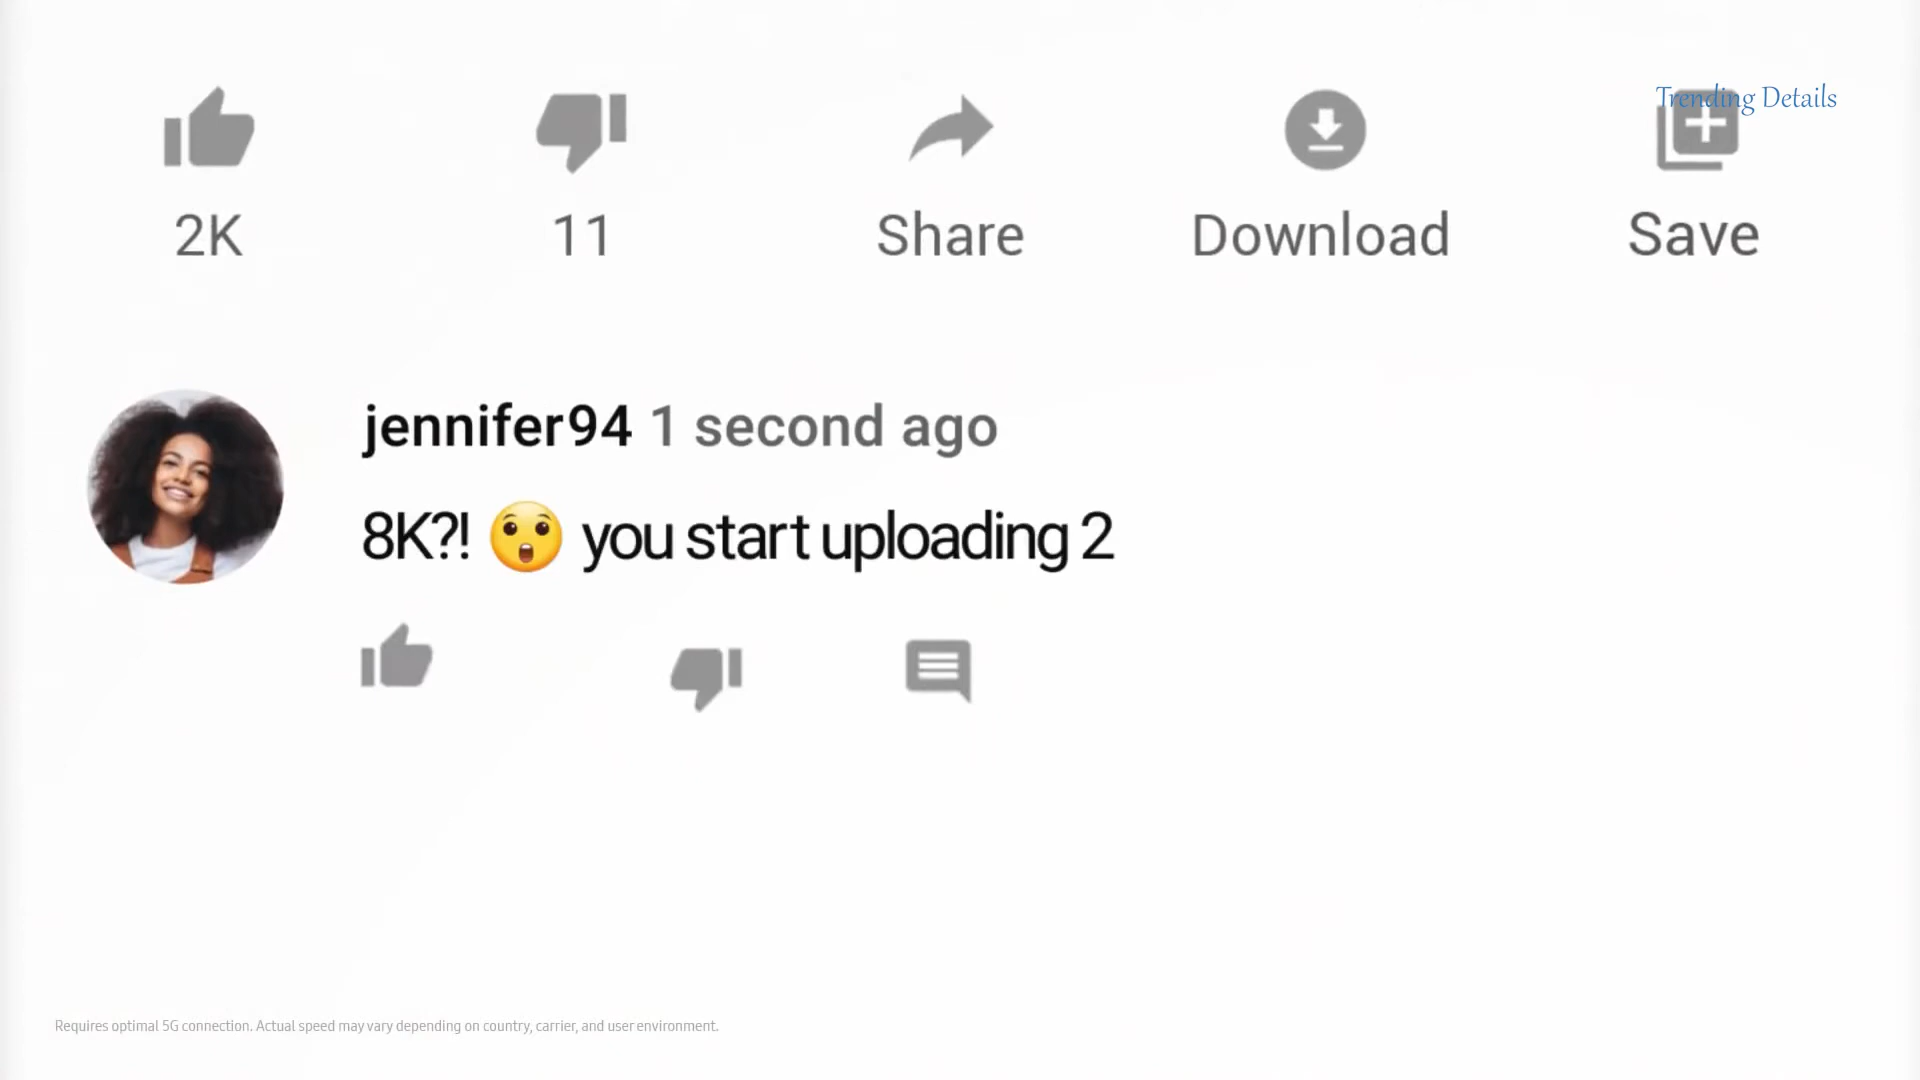 Trending Details
2K
11
Share
Download
Save
jennifer94 1 second ago
8K?! 😲 you start uploading 2
Requires optimal 5G connection. Actual speed may vary depending on country, carrier, and user environment.